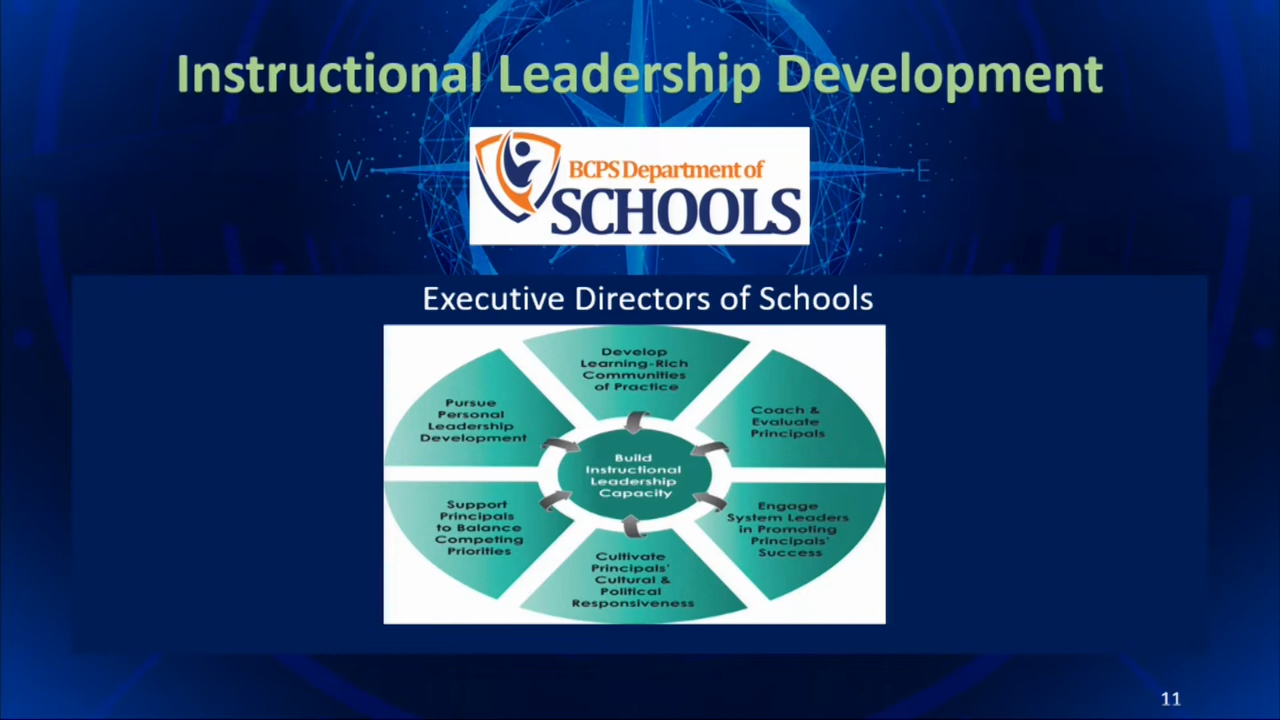 Instructional Leadership Development
W
E
BCPS Department of
SCHOOLS
Executive Directors of Schools
Develop
Learning-Rich
Communities
of Practice
Coach &
Evaluate
Principals
Engage
System Leaders
in Promoting
Principals'
Success
Cultivate
Principals'
Cultural &
Political
Responsiveness
Support
Principals
to Balance
Competing
Priorities
Pursue
Personal
Leadership
Development
Build
Instructional
Leadership
Capacity
11